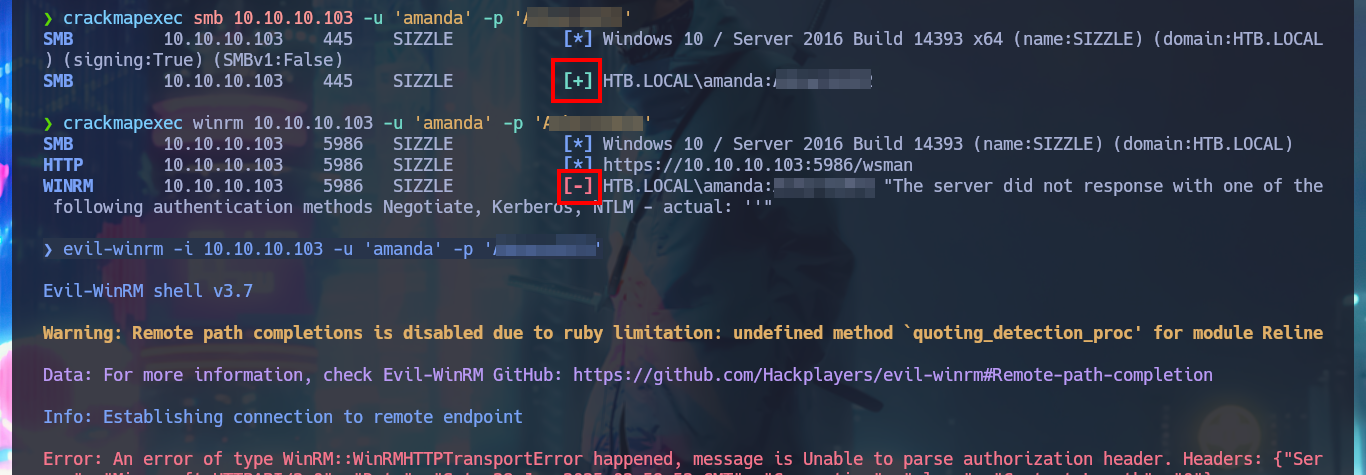 ❯ crackmapexec smb 10.10.10.103 -u 'amanda' -p 'A
SMB 10.10.10.103 445 SIZZLE [*] Windows 10 / Server 2016 Build 14393 x64 (name:SIZZLE) (domain:HTB.LOCAL
) (signing:True) (SMBv1:False)
SMB 10.10.10.103 445 SIZZLE [+] HTB.LOCAL\amanda:
❯ crackmapexec winrm 10.10.10.103 -u 'amanda' -p 'A '
SMB 10.10.10.103 5986 SIZZLE [*] Windows 10 / Server 2016 Build 14393 (name:SIZZLE) (domain:HTB.LOCAL)
HTTP 10.10.10.103 5986 SIZZLE [*] https://10.10.10.103:5986/wsman
WINRM 10.10.10.103 5986 SIZZLE [-] HTB.LOCAL\amanda: "The server did not response with one of the
following authentication methods Negotiate, Kerberos, NTLM - actual: ''"
❯ evil-winrm -i 10.10.10.103 -u 'amanda' -p '
Evil-WinRM shell v3.7
Warning: Remote path completions is disabled due to ruby limitation: undefined method `quoting_detection_proc' for module Reline
Data: For more information, check Evil-WinRM GitHub: https://github.com/Hackplayers/evil-winrm#Remote-path-completion
Info: Establishing connection to remote endpoint
Error: An error of type WinRM::WinRMHTTPTransportError happened, message is Unable to parse authorization header. Headers: {"Ser